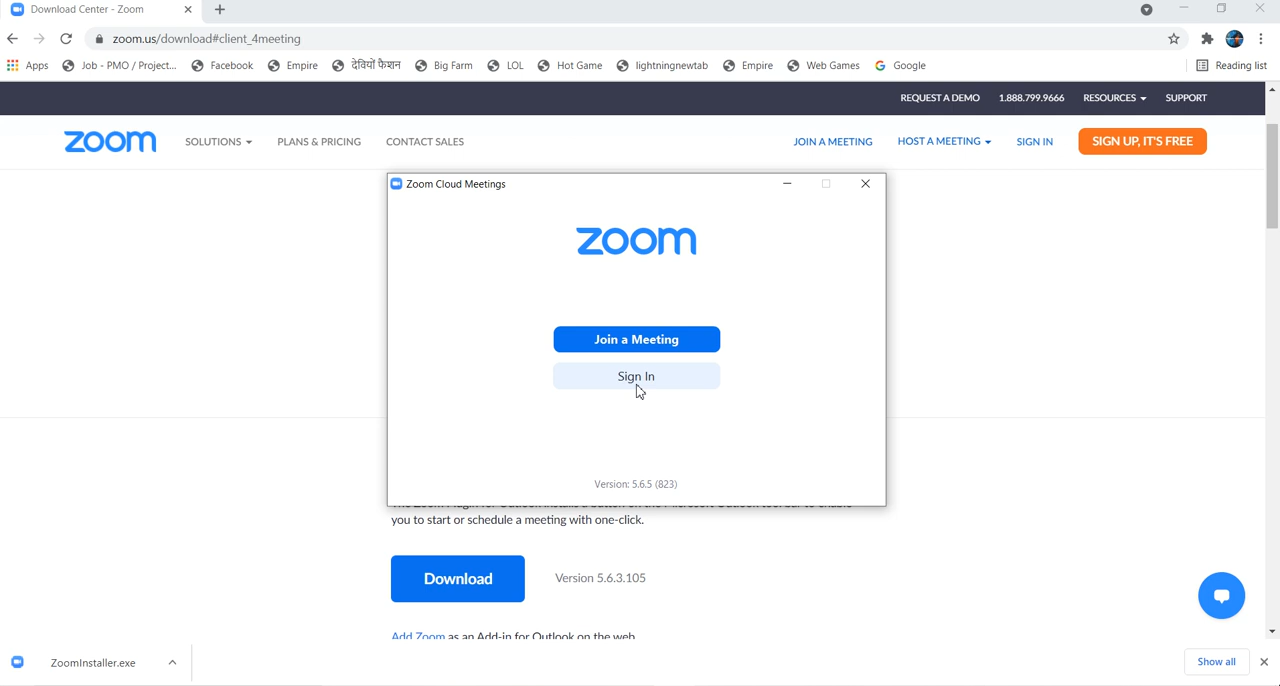 Download Center - Zoom
zoom.us/download#client_4meeting
Apps Job - PMO / Project... Facebook Empire देवियों फैशन Big Farm LOL Hot Game lightningnewtab Empire Web Games Google Reading list
REQUEST A DEMO 1.888.799.9666 RESOURCES SUPPORT
zoom SOLUTIONS PLANS & PRICING CONTACT SALES JOIN A MEETING HOST A MEETING SIGN IN SIGN UP, IT'S FREE
Zoom Cloud Meetings
zoom
Join a Meeting
Sign In
Version: 5.6.5 (823)
you to start or schedule a meeting with one-click.
Download Version 5.6.3.105
Add Zoom as an Add-in for Outlook on the web
ZoomInstaller.exe Show all